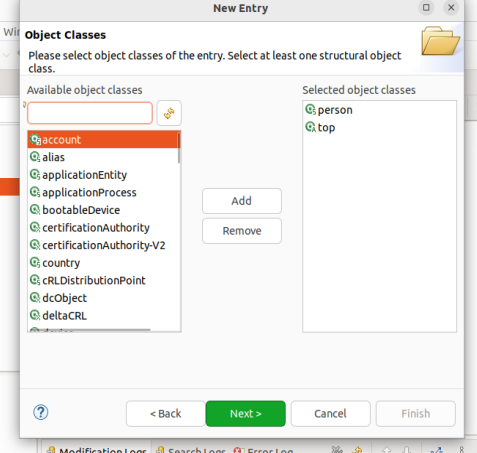 New Entry
Wi
Object Classes
Please select object classes of the entry. Select at least one structural object
class.
Available object classes
Selected object classes
account
alias
applicationEntity
applicationProcess
bootableDevice
certificationAuthority
certificationAuthority-V2
country
cRLDistributionPoint
dcObject
deltaCRL
person
top
Add
Remove
?
< Back
Next >
Cancel
Finish
Modification Logs
Search Logs
Error Log